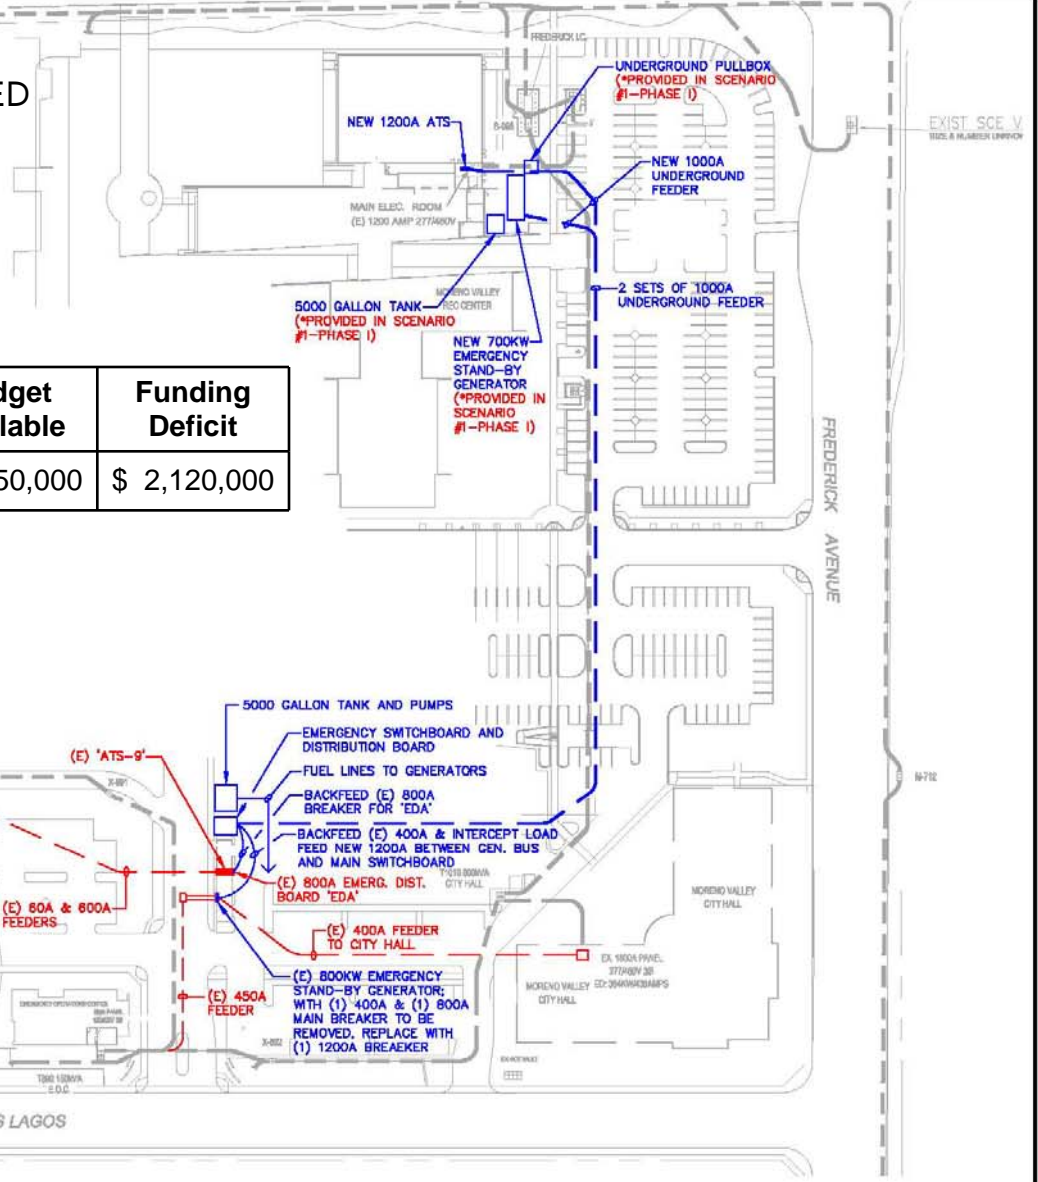 ED
FREDERICK I.C.
UNDERGROUND PULLBOX
(*PROVIDED IN SCENARIO
#1-PHASE I)
NEW 1200A ATS
EXIST SCE V
NEW 1000A
UNDERGROUND
FEEDER
MAIN ELEC. ROOM
(E) 1200 AMP 277/480V
2 SETS OF 1000A
UNDERGROUND FEEDER
MORENO VALLEY
REC CENTER
5000 GALLON TANK
(*PROVIDED IN SCENARIO
#1-PHASE I)
NEW 700KW
EMERGENCY
STAND-BY
GENERATOR
(*PROVIDED IN
SCENARIO
#1-PHASE I)
dget
lable
Funding
Deficit
50,000
$ 2,120,000
FREDERICK AVENUE
5000 GALLON TANK AND PUMPS
EMERGENCY SWITCHBOARD AND
DISTRIBUTION BOARD
(E) 'ATS-9'
FUEL LINES TO GENERATORS
BACKFEED (E) 800A
BREAKER FOR 'EDA'
BACKFEED (E) 400A & INTERCEPT LOAD
FEED NEW 1200A BETWEEN GEN. BUS
AND MAIN SWITCHBOARD
(E) 800A EMERG. DIST.
BOARD 'EDA'
CITY HALL
MORENO VALLEY
CITY HALL
(E) 60A & 600A
FEEDERS
(E) 400A FEEDER
TO CITY HALL
MORENO VALLEY
CITY HALL
(E) 450A
FEEDER
(E) 800KW EMERGENCY
STAND-BY GENERATOR;
WITH (1) 400A & (1) 800A
MAIN BREAKER TO BE
REMOVED. REPLACE WITH
(1) 1200A BREAEKER
S LAGOS